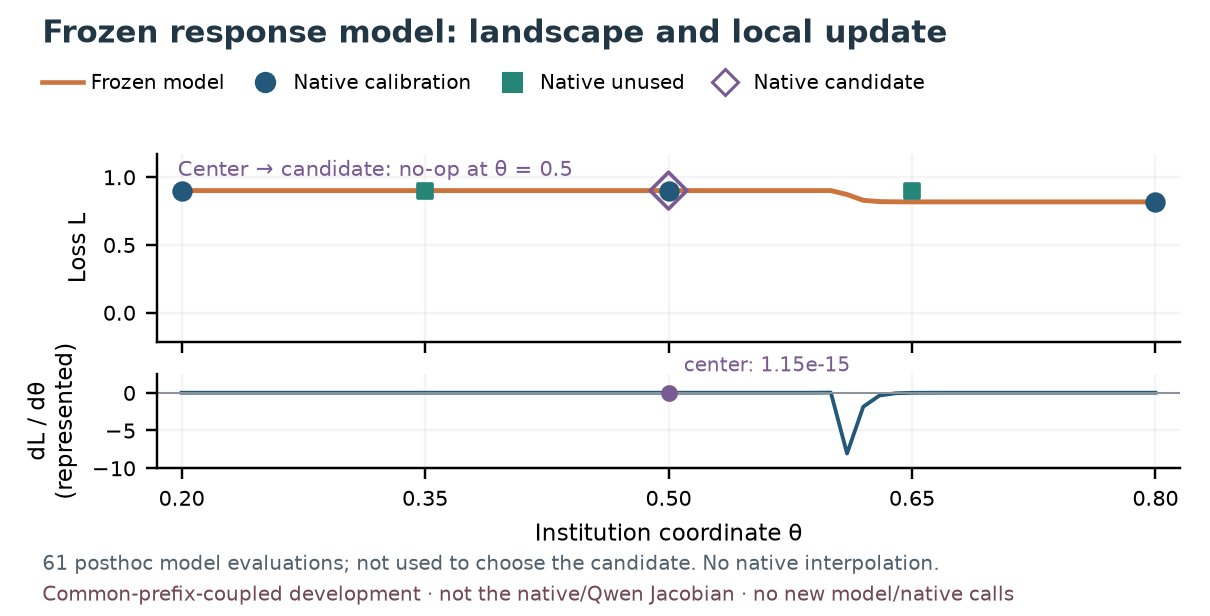 Frozen response model: landscape and local update
Frozen model
Native calibration
Native unused
Native candidate
Center → candidate: no-op at θ = 0.5
Loss L
1.0
0.5
0.0
center: 1.15e-15
dL / dθ
(represented)
0
−5
−10
0.20
0.35
0.50
0.65
0.80
Institution coordinate θ
61 posthoc model evaluations; not used to choose the candidate. No native interpolation.
Common-prefix-coupled development · not the native/Qwen Jacobian · no new model/native calls